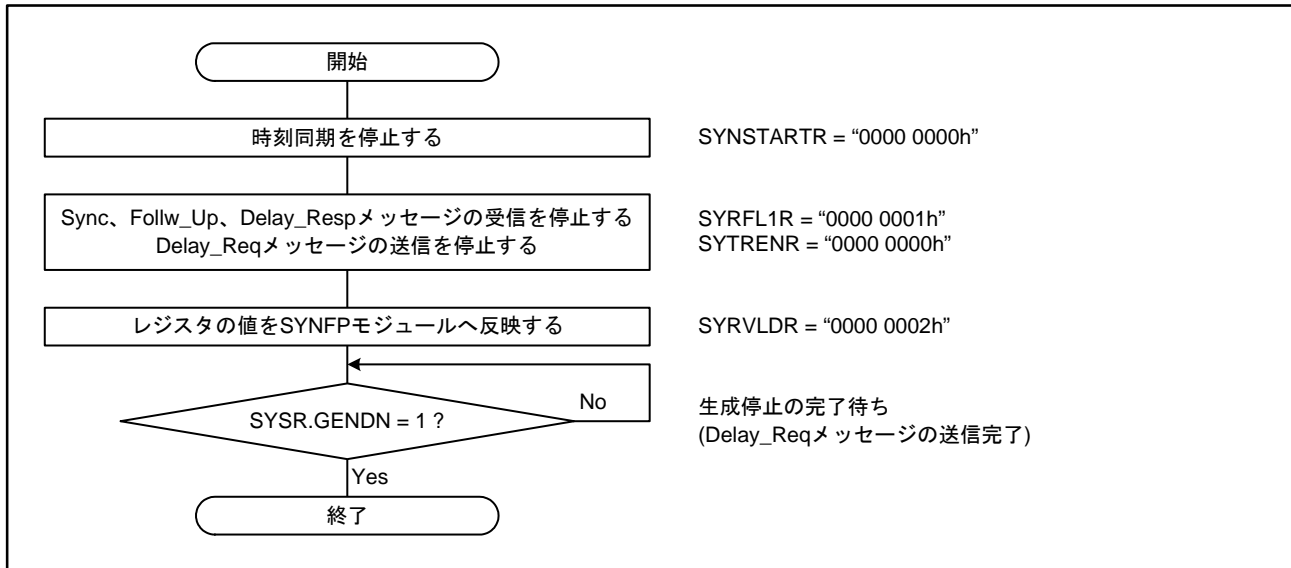 開始
時刻同期を停止する
SYNSTARTR = “0000 0000h”
Sync、Follw_Up、Delay_Respメッセージの受信を停止する
Delay_Reqメッセージの送信を停止する
SYRFL1R = “0000 0001h”
SYTRENR = “0000 0000h”
レジスタの値をSYNFPモジュールへ反映する
SYRVLDR = “0000 0002h”
SYSR.GENDN = 1 ?
No
生成停止の完了待ち
(Delay_Reqメッセージの送信完了)
Yes
終了